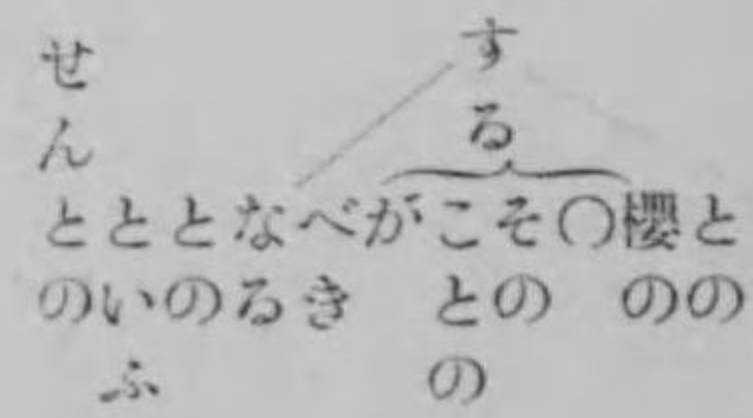 する
との
櫻の
〇
その
ことの
が
べき
なる
との
といふ
せんとの